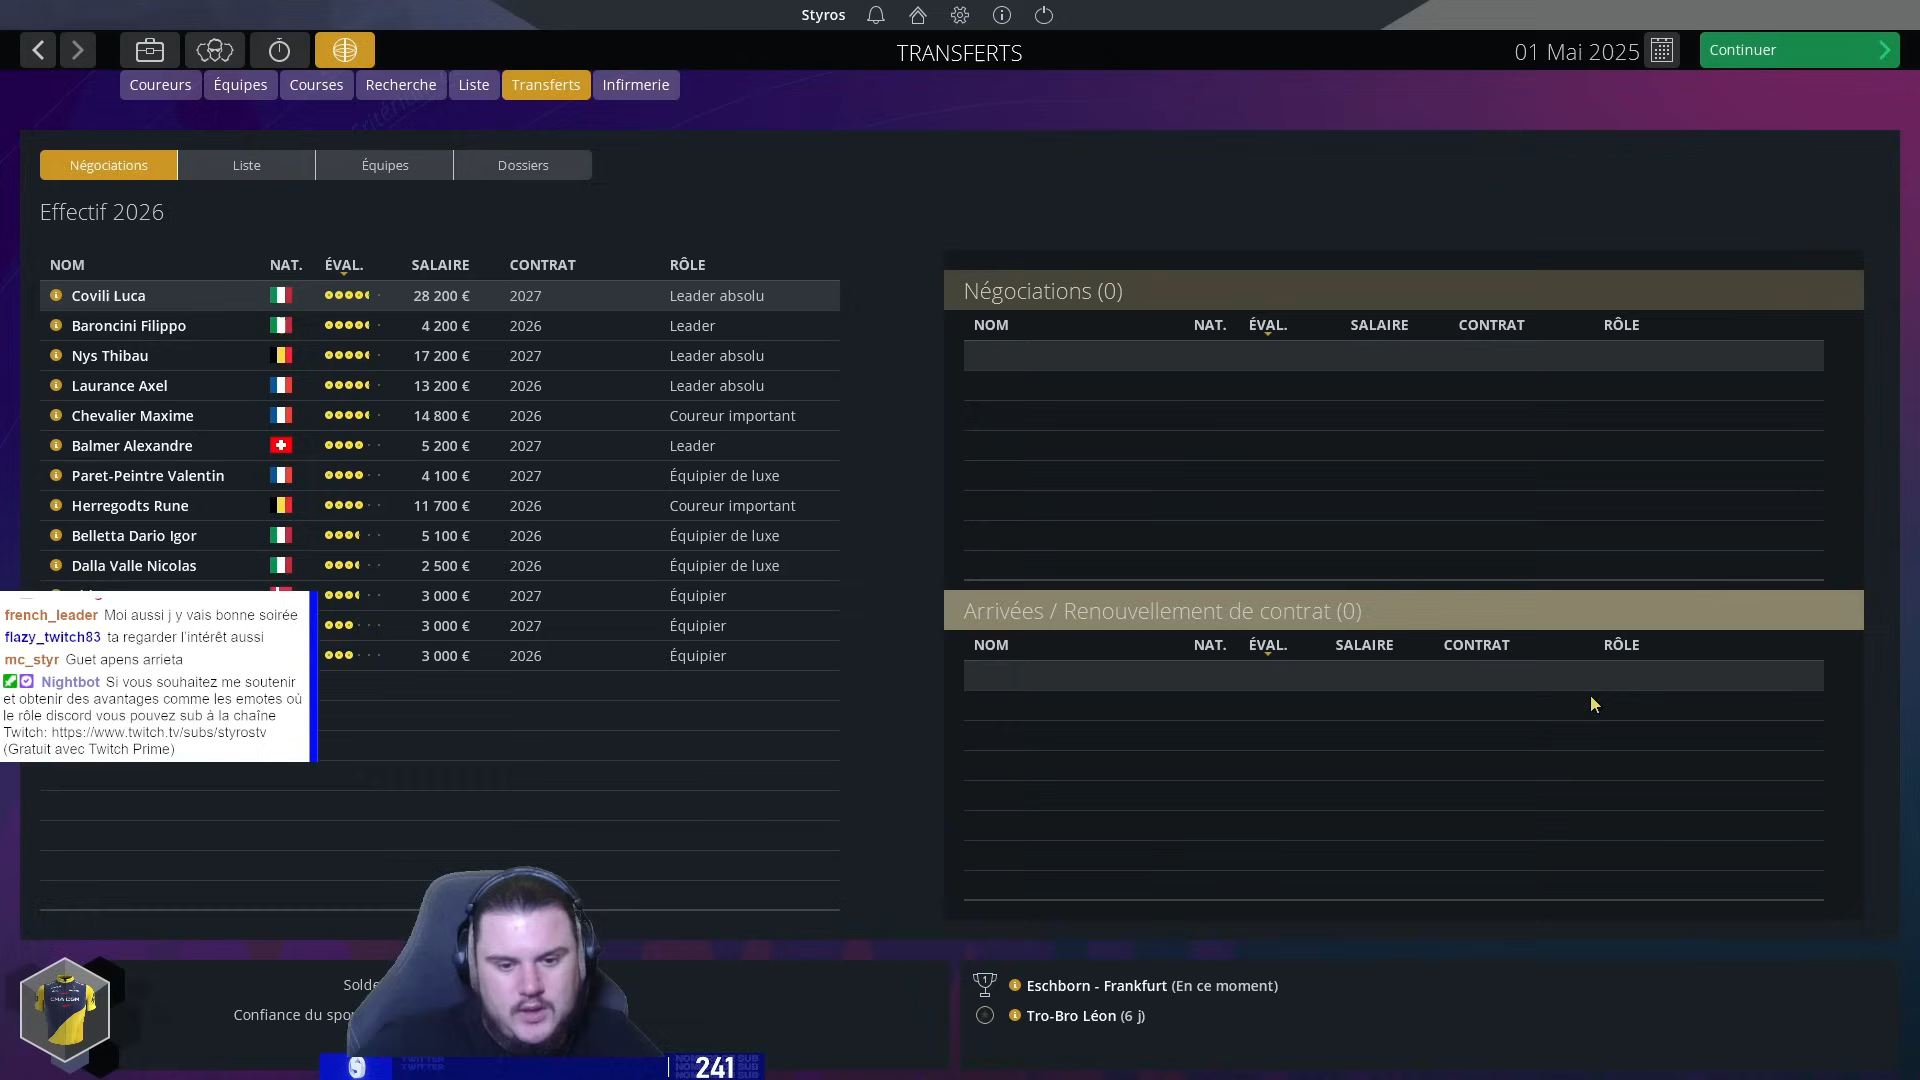 Styros
TRANSFERTS
01 Mai 2025
Continuer
Coureurs
Équipes
Courses
Recherche
Liste
Transferts
Infirmerie
Négociations
Liste
Équipes
Dossiers
Effectif 2026
NOM NAT. ÉVAL. SALAIRE CONTRAT RÔLE
Covili Luca 28 200 € 2027 Leader absolu
Baroncini Filippo 4 200 € 2026 Leader
Nys Thibau 17 200 € 2027 Leader absolu
Laurance Axel 13 200 € 2026 Leader absolu
Chevalier Maxime 14 800 € 2026 Coureur important
Balmer Alexandre 5 200 € 2027 Leader
Paret-Peintre Valentin 4 100 € 2027 Équipier de luxe
Herregodts Rune 11 700 € 2026 Coureur important
Belletta Dario Igor 5 100 € 2026 Équipier de luxe
Dalla Valle Nicolas 2 500 € 2026 Équipier de luxe
3 000 € 2026 Équipier
3 000 € 2027 Équipier
3 000 € 2026 Équipier
french_leader Moi aussi j y vais bonne soirée
flazy_twitch83 ta regarder l'intérêt aussi
mc_styr Guet apens arrieta
Nightbot Si vous souhaitez me soutenir
et obtenir des avantages comme les emotes où
le rôle discord vous pouvez sub à la chaîne
Twitch: https://www.twitch.tv/subs/styrostv
(Gratuit avec Twitch Prime)
Négociations (0)
NOM NAT. ÉVAL. SALAIRE CONTRAT RÔLE
Arrivées / Renouvellement de contrat (0)
NOM NAT. ÉVAL. SALAIRE CONTRAT RÔLE
Solde
Confiance du
Eschborn - Frankfurt (En ce moment)
Tro-Bro Léon (6 j)
TWITTER
241